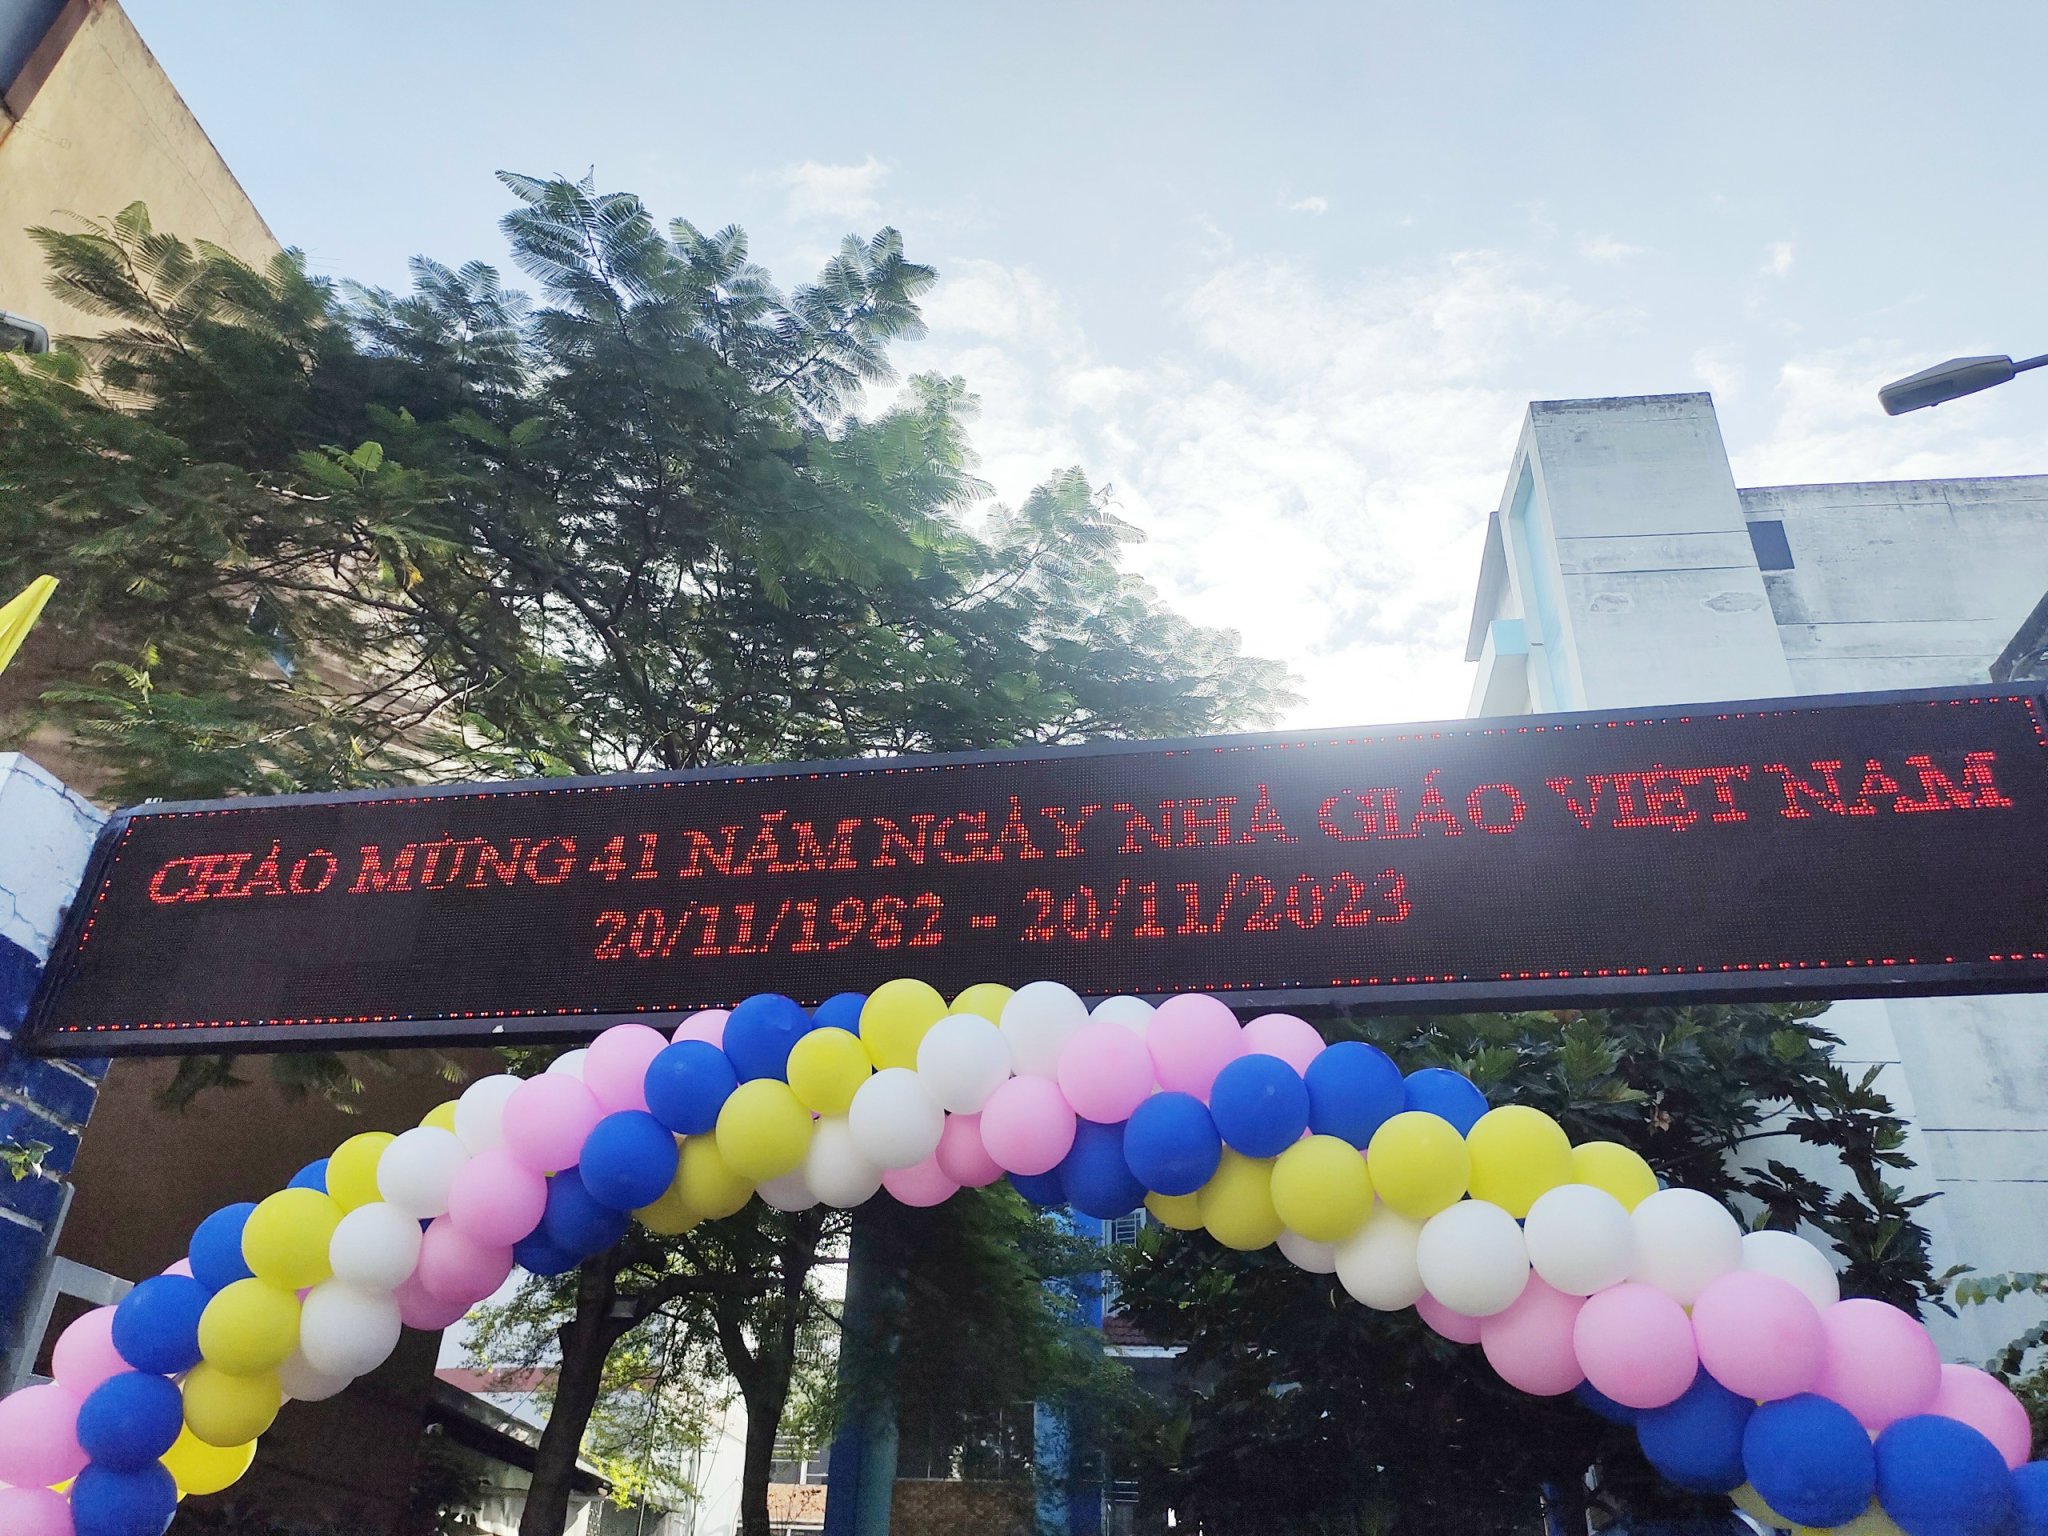 CHÀO MỪNG 41 NĂM NGÀY NHÀ GIÁO VIỆT NAM
20/11/1982 - 20/11/2023